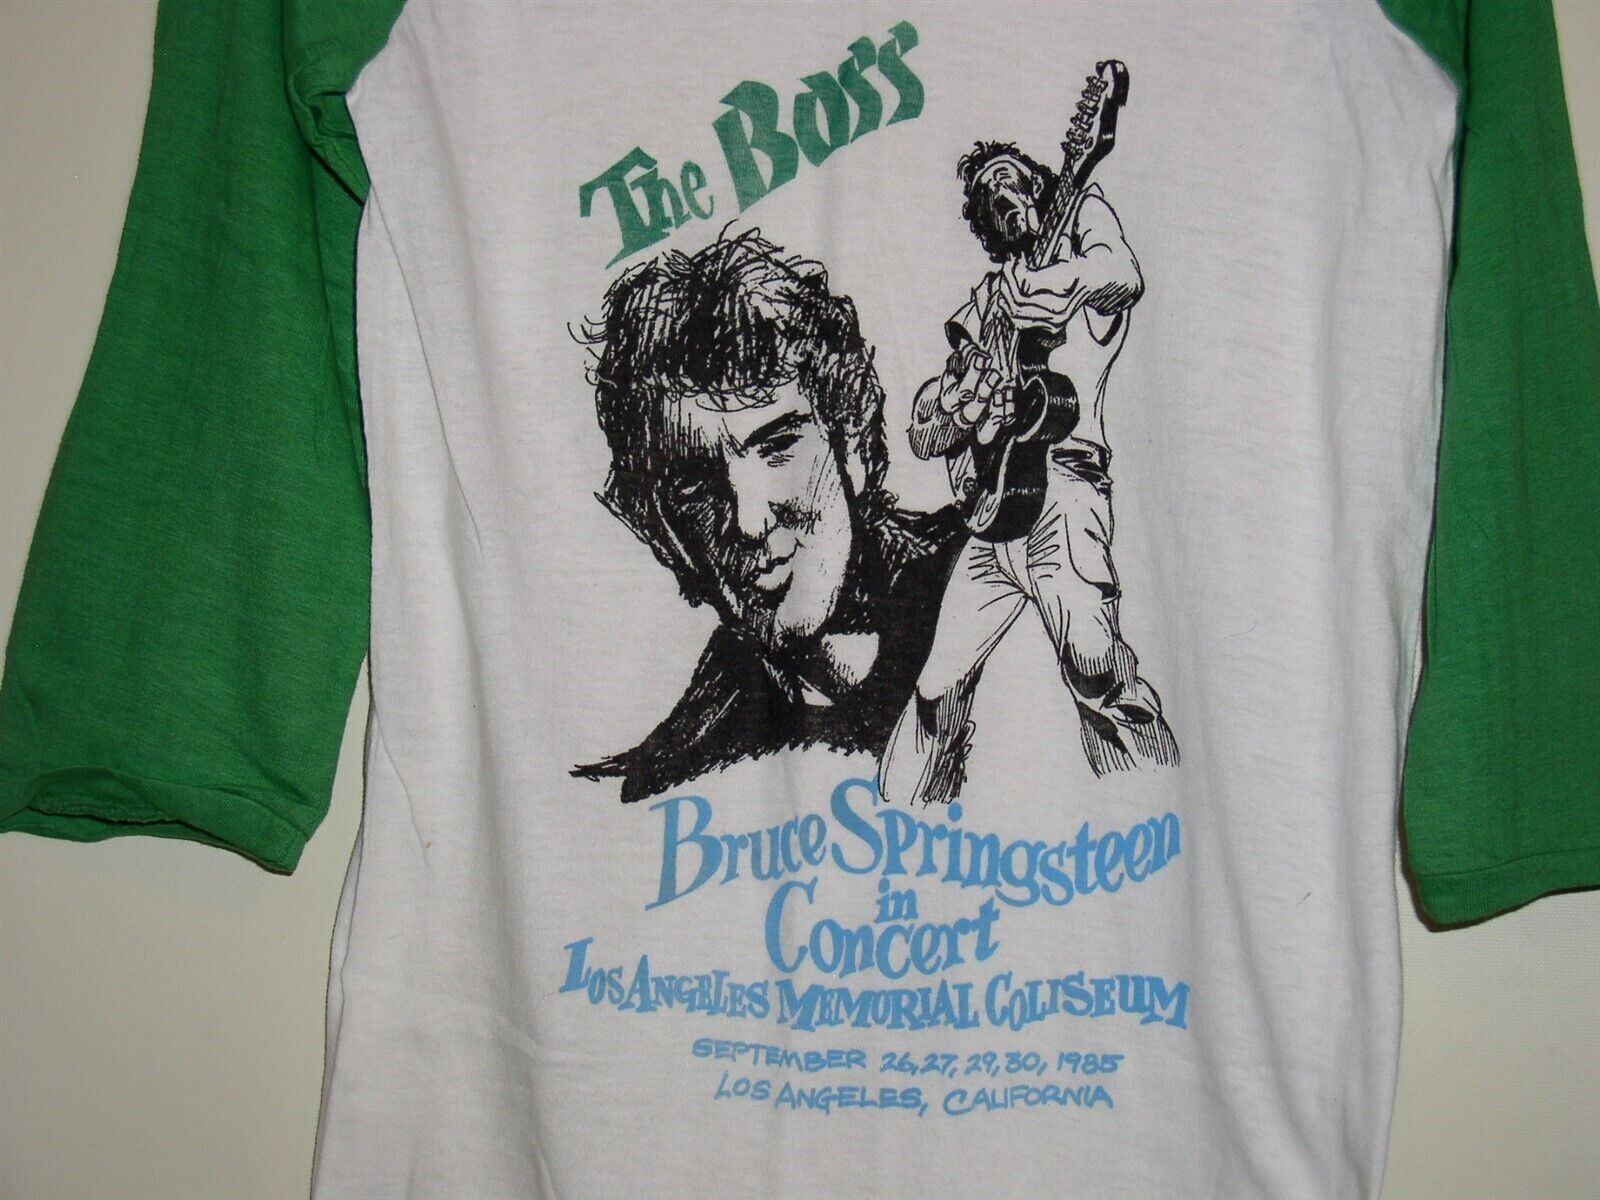 The Boss
Bruce Springsteen
in
Concert
Los Angeles Memorial Coliseum
SEPTEMBER 26, 27, 29, 30, 1985
LOS ANGELES, CALIFORNIA